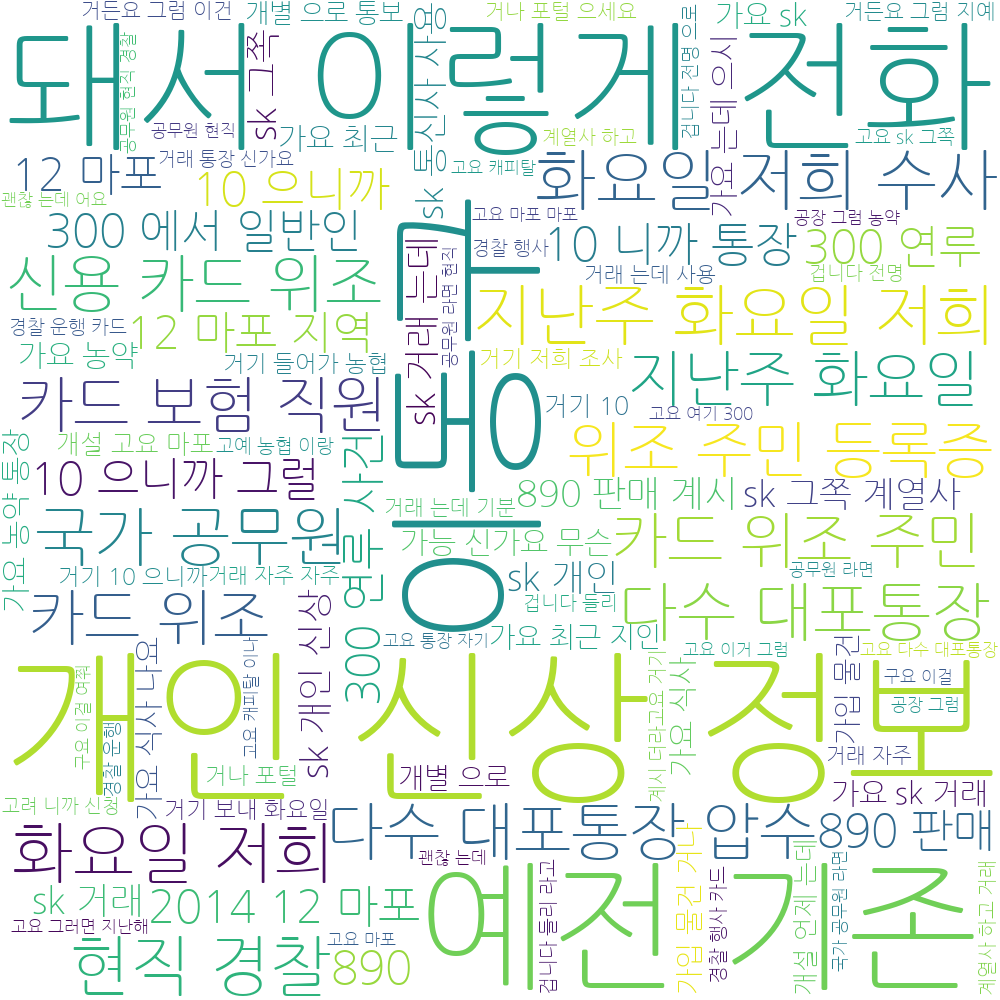 거든요 그럼 이건
개별 으로 통보
거나 포털 으세요
가요 sk
거든요 그럼 지예
돼서 이렇게 전화
공무원 현직 경찰
sk 그쪽
sk 통신사 사용
겁니다 전명 으로
가요 는데 으시
공무원 현직
가요 최근
계열사 하고
고요 sk 그쪽
12 마포
거래 통장 신가요
10 으니까
고요 캐피탈
화요일 저희 수사
괜찮 는데 어요
300 에서 일반인
고요 마포 마포
공장 그럼 농약
10 니까 통장
300 연루
경찰 행사
sk 거래 는데
공무원 라면 현직
신용 카드 위조
거래 는데 사용
겁니다 전명
지난주 화요일 저희
경찰 운행 카드
12 마포 지역
가요 농약
거기 들어가 농협
거기 저희 조사
지난주 화요일
카드 보험 직원
거기 10
고요 여기 300
개설 고요 마포
고예 농협 이랑
위조 주민 등록증
가요 농약 통장
10 으니까 그럴
300 연루 사건
890 판매 계시
sk 그쪽 계열사
거래 는데 기분
국가 공무원
가능 신가요 무슨
카드 위조 주민
거기 10 으니까
거래 자주 자주
sk 개인
공무원 라면
카드 위조
sk 개인 신상
겁니다 들리
다수 대포통장
고요 통장 자기
가요 최근 지인
고요 이거 그럼
고요 다수 대포통장
개인 신상 정보
구요 이걸 여쭤
경찰 운행
가요 식사 나요
고요 캐피탈 이나
계시 더라고요 거기
가요 식사
가입 물건
구요 이걸
공장 그럼
거나 포털
개별 으로
거래 자주
고려 니까 신청
거기 보내 화요일
가요 sk 거래
화요일 저희
다수 대포통장 압수
890 판매
괜찮 는데
sk 거래
2014 12 마포
예전 기존
겁니다 들리 라고
가입 물건 거나
경찰 행사 카드
개설 언제 는데
국가 공무원 라면
계열사 하고 거래
고요 그러면 지난해
고요 마포
현직 경찰
890